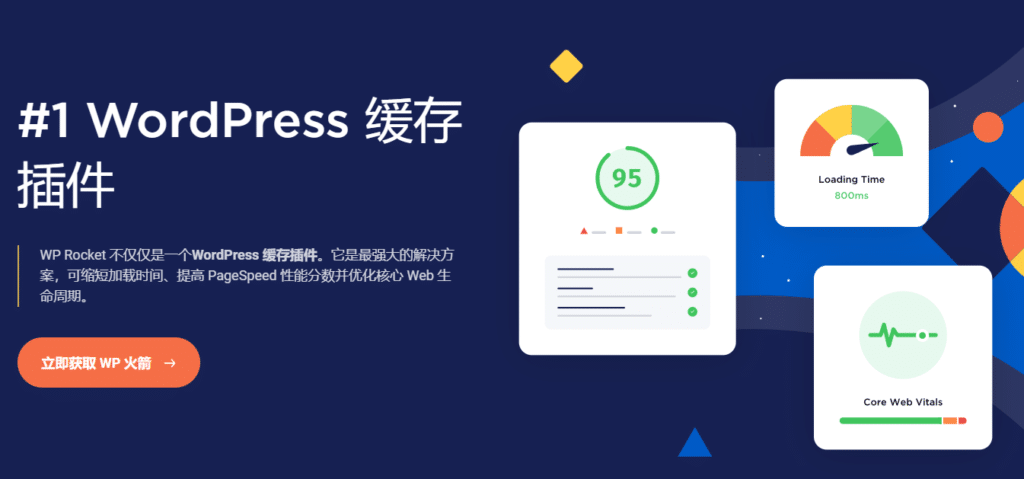 #1 WordPress 缓存
插件
WP Rocket 不仅仅是一个WordPress 缓存插件。它是最强大的解决方
案，可缩短加载时间、提高 PageSpeed 性能分数并优化核心 Web 生
命周期。
立即获取 WP 火箭 →
95
Loading Time
800ms
Core Web Vitals